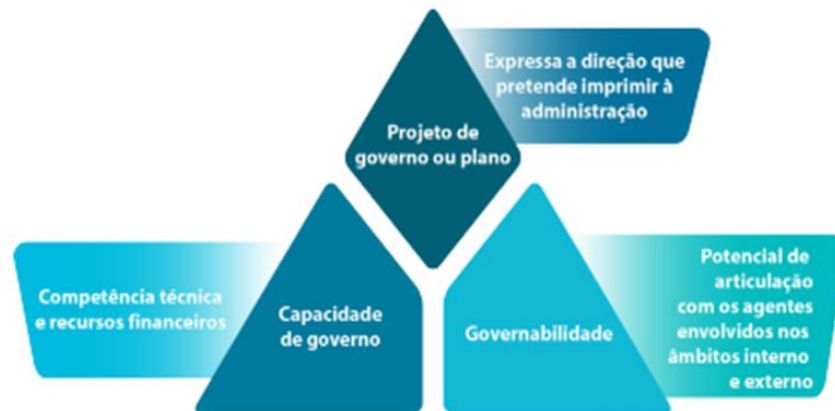 Expressa a direção que
pretende imprimir à
administração
Projeto de
governo ou plano
Competência técnica
e recursos financeiros
Capacidade
de governo
Governabilidade
Potencial de
articulação
com os agentes
envolvidos nos
âmbitos interno
e externo